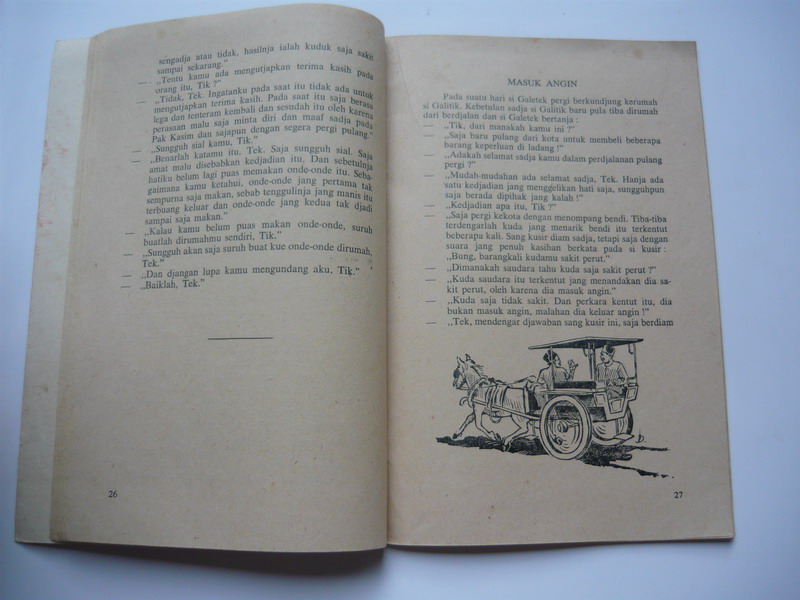 sengadja atau tidak, hasilnja ialah kuduk saja sakit
sampai sekarang."
— „Tentu kamu ada mengutjapkan terima kasih pada
orang itu, Tik ?"
— „Tidak, Tek. Ingatanku pada saat itu tidak ada untuk
mengutjapkan terima kasih. Pada saat itu saja berasa
lega dan tenteram kembali dan sesudah itu oleh karena
perasaan malu saja minta diri dan maaf sadja pada
Pak Kasim dan sajapun dengan segera pergi pulang."
— „Sungguh sial kamu, Tik."
— „Benarlah katamu itu, Tek. Saja sungguh sial. Saja
amat malu disebabkan kedjadian itu. Dan sebetulnja
hatiku belum lagi puas memakan onde-onde itu. Seba-
gaimana kamu ketahui, onde-onde jang pertama tak
sempurna saja makan, sebab tenggulinja jang manis itu
terbuang keluar dan onde-onde jang kedua tak djadi
sampai saja makan."
— „Kalau kamu belum puas makan onde-onde, suruh
buatlah dirumahmu sendiri, Tik."
— „Sungguh akan saja suruh buat kue onde-onde dirumah,
Tek."
— „Dan djangan lupa kamu mengundang aku, Tik."
— „Baiklah, Tek."
26
MASUK ANGIN
Pada suatu hari si Galetek pergi berkundjung kerumah
si Galitik. Kebetulan sadja si Galitik baru pula tiba dirumah
dari berdjalan dan si Galetek bertanja :
— „Tik, dari manakah kamu ini ?"
— „Saja baru pulang dari kota untuk membeli beberapa
barang keperluan di ladang !"
— „Adakah selamat sadja kamu dalam perdjalanan pulang
pergi ?"
— „Mudah-mudahan ada selamat sadja, Tek. Hanja ada
satu kedjadian jang menggelikan hati saja, sungguhpun
saja berada dipihak jang kalah !"
— „Kedjadian apa itu, Tik ?"
— „Saja pergi kekota dengan menompang bendi. Tiba-tiba
terdengarlah kuda jang menarik bendi itu terkentut
beberapa kali. Sang kusir diam sadja, tetapi saja dengan
suara jang penuh kasihan berkata pada si kusir :
„Bung, barangkali kudamu sakit perut."
— „Dimanakah saudara tahu kuda saja sakit perut ?"
— „Kuda saudara itu terkentut jang menandakan dia sa-
kit perut, oleh karena dia masuk angin."
— „Kuda saja tidak sakit. Dan perkara kentut itu, dia
bukan masuk angin, malahan dia keluar angin !"
— „Tek, mendengar djawaban sang kusir ini, saja berdiam
27